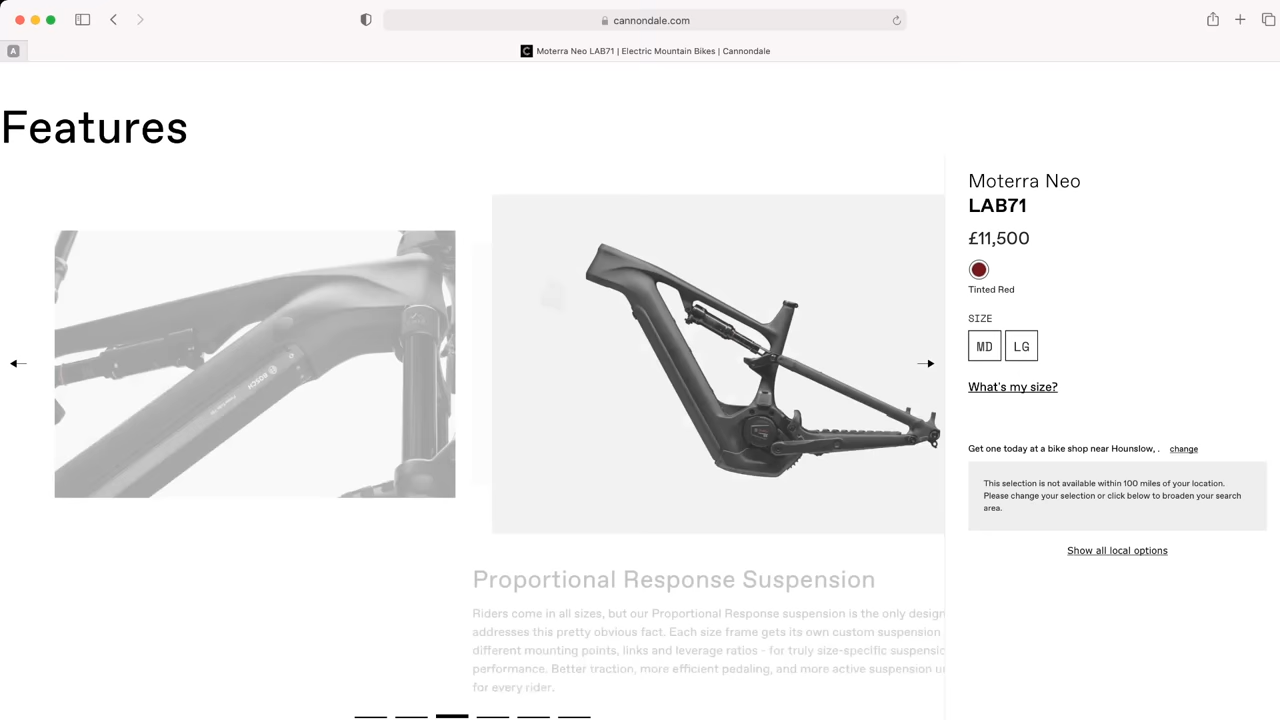 cannondale.com
A
C
Moterra Neo LAB71 | Electric Mountain Bikes | Cannondale
Features
BOSCH
Moterra Neo
LAB71
£11,500
Tinted Red
SIZE
MD LG
What's my size?
Get one today at a bike shop near Hounslow, . change
This selection is not available within 100 miles of your location.
Please change your selection or click below to broaden your search
area.
Show all local options
Proportional Response Suspension
Riders come in all sizes, but our Proportional Response suspension is the only design
addresses this pretty obvious fact. Each size frame gets its own custom suspension
different mounting points, links and leverage ratios - for truly size-specific
performance. Better traction, more efficient pedaling, and more active suspension
for every rider.